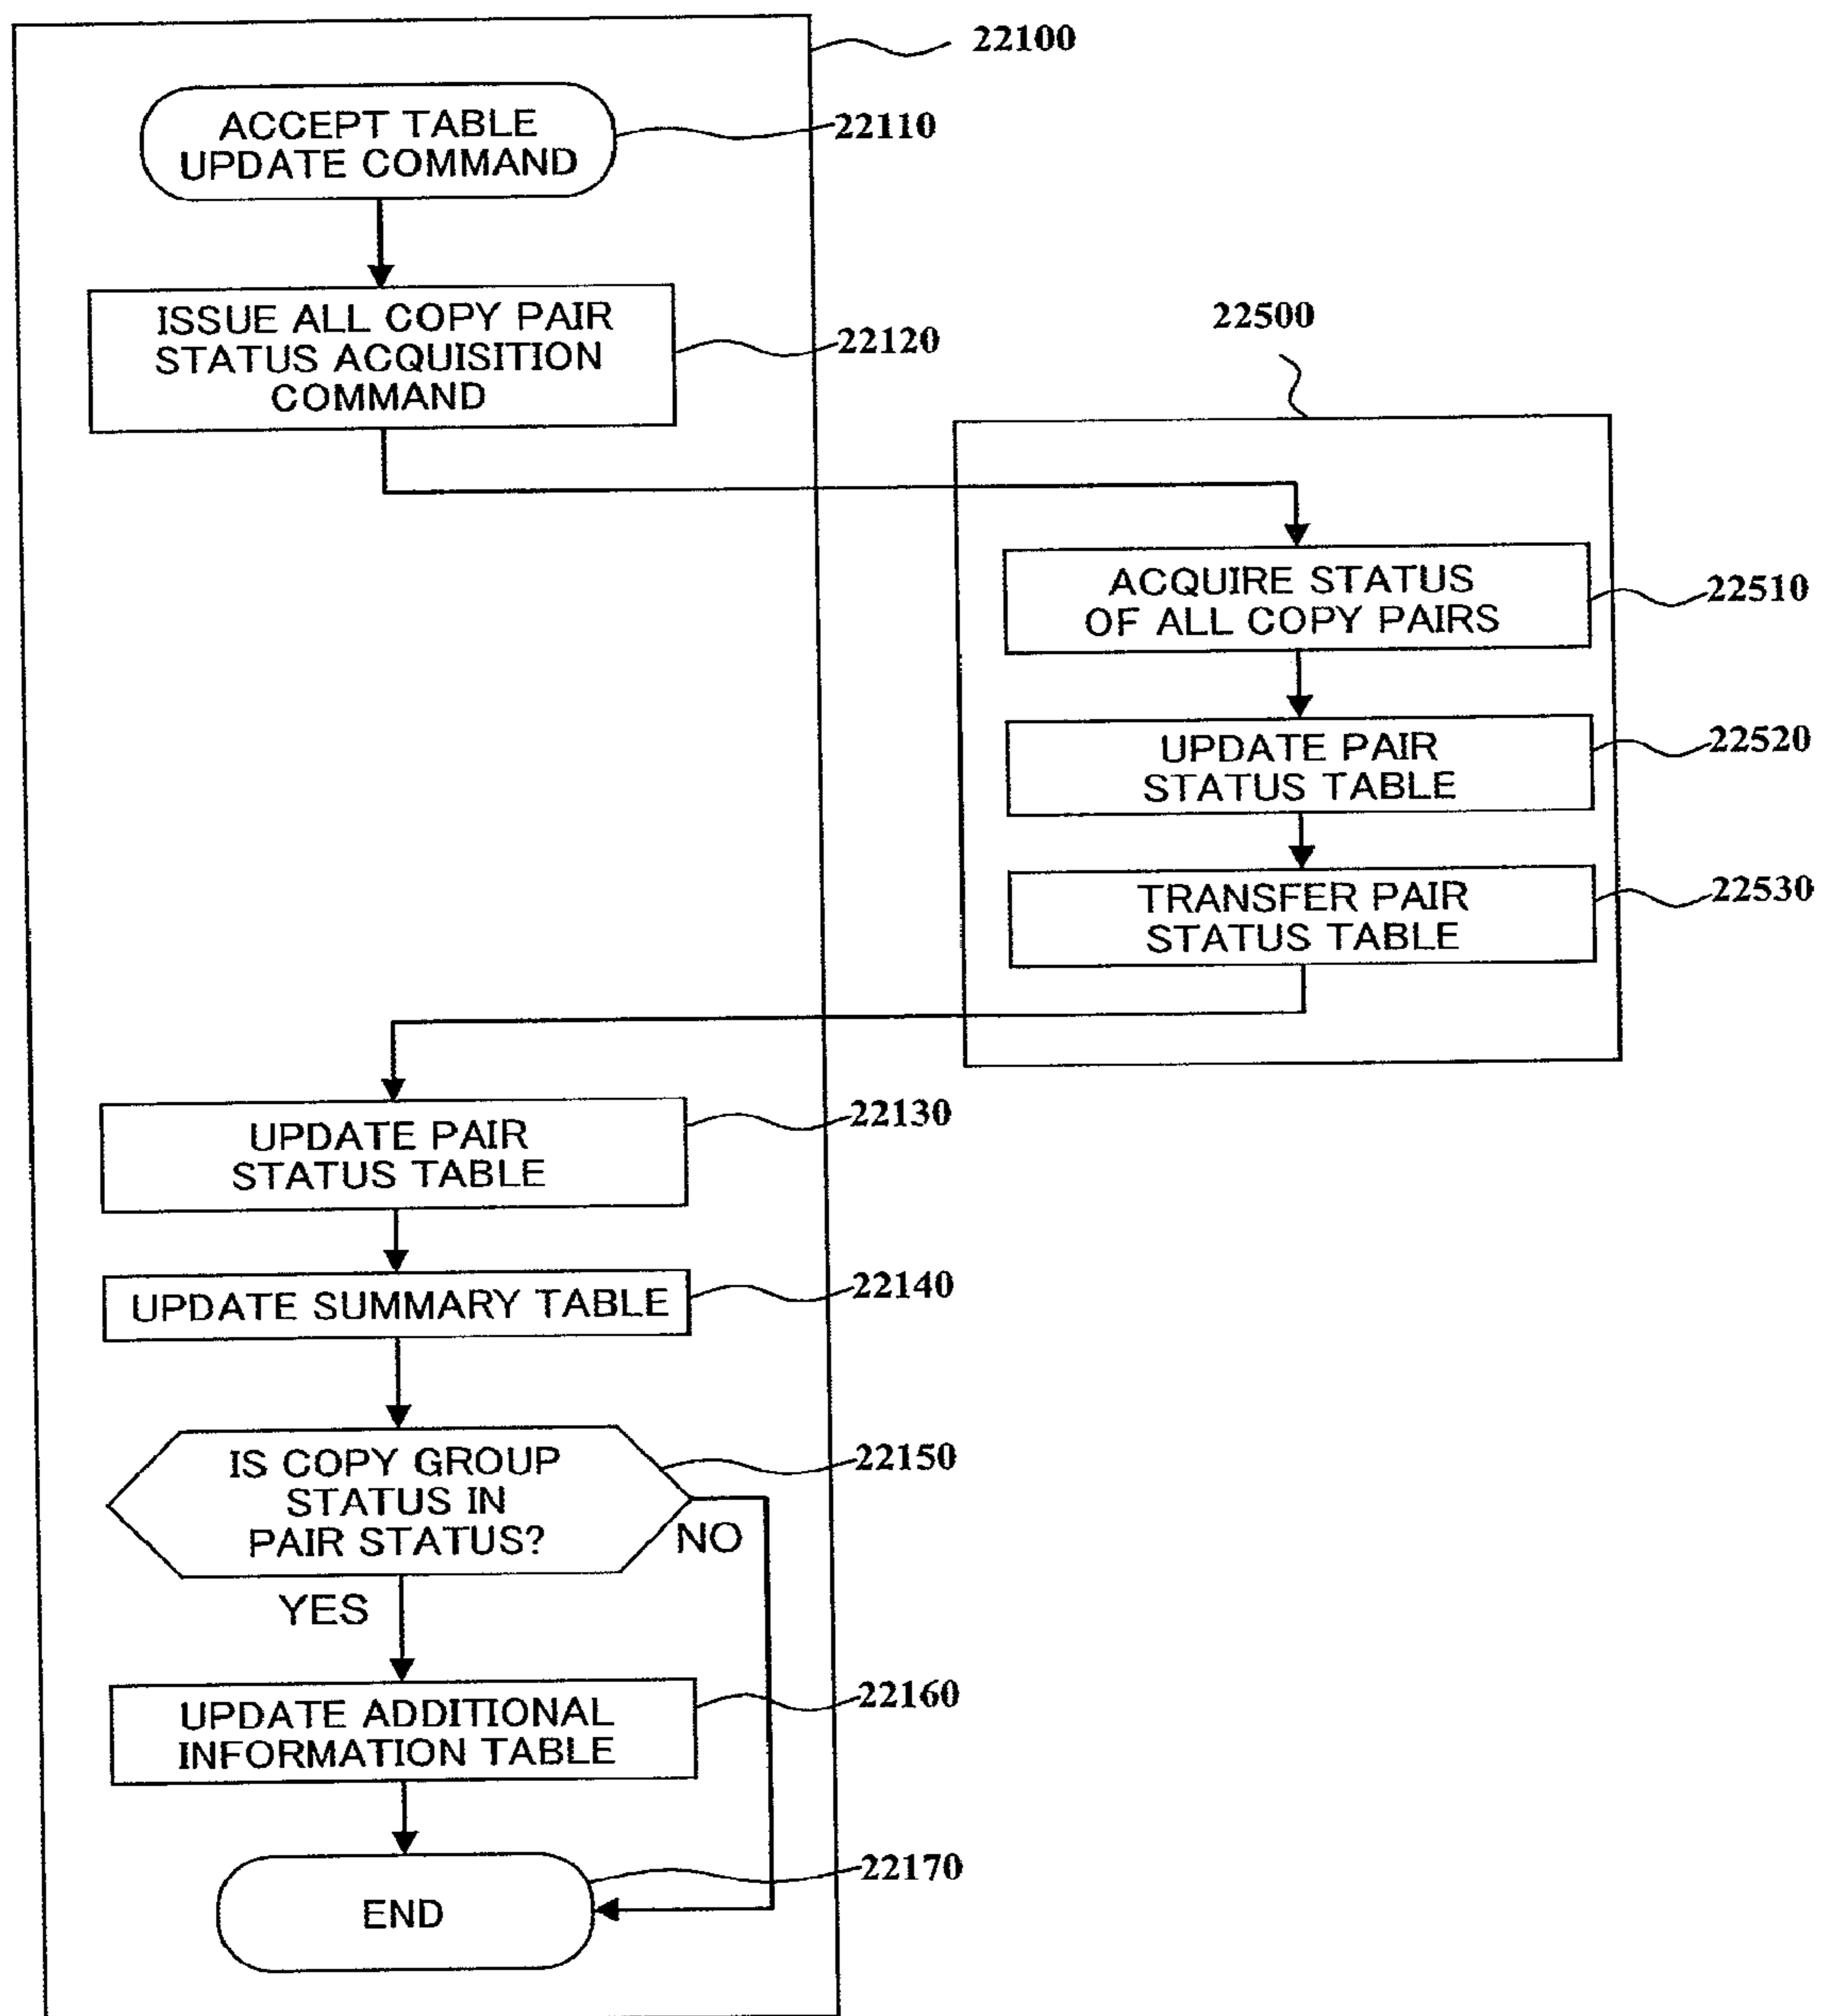 22100
ACCEPT TABLE
UPDATE COMMAND
22110
ISSUE ALL COPY PAIR
STATUS ACQUISITION
COMMAND
22120
22500
ACQUIRE STATUS
OF ALL COPY PAIRS
22510
UPDATE PAIR
STATUS TABLE
22520
TRANSFER PAIR
STATUS TABLE
22530
UPDATE PAIR
STATUS TABLE
22130
UPDATE SUMMARY TABLE
22140
IS COPY GROUP
STATUS IN
PAIR STATUS?
22150
NO
YES
UPDATE ADDITIONAL
INFORMATION TABLE
22160
END
22170